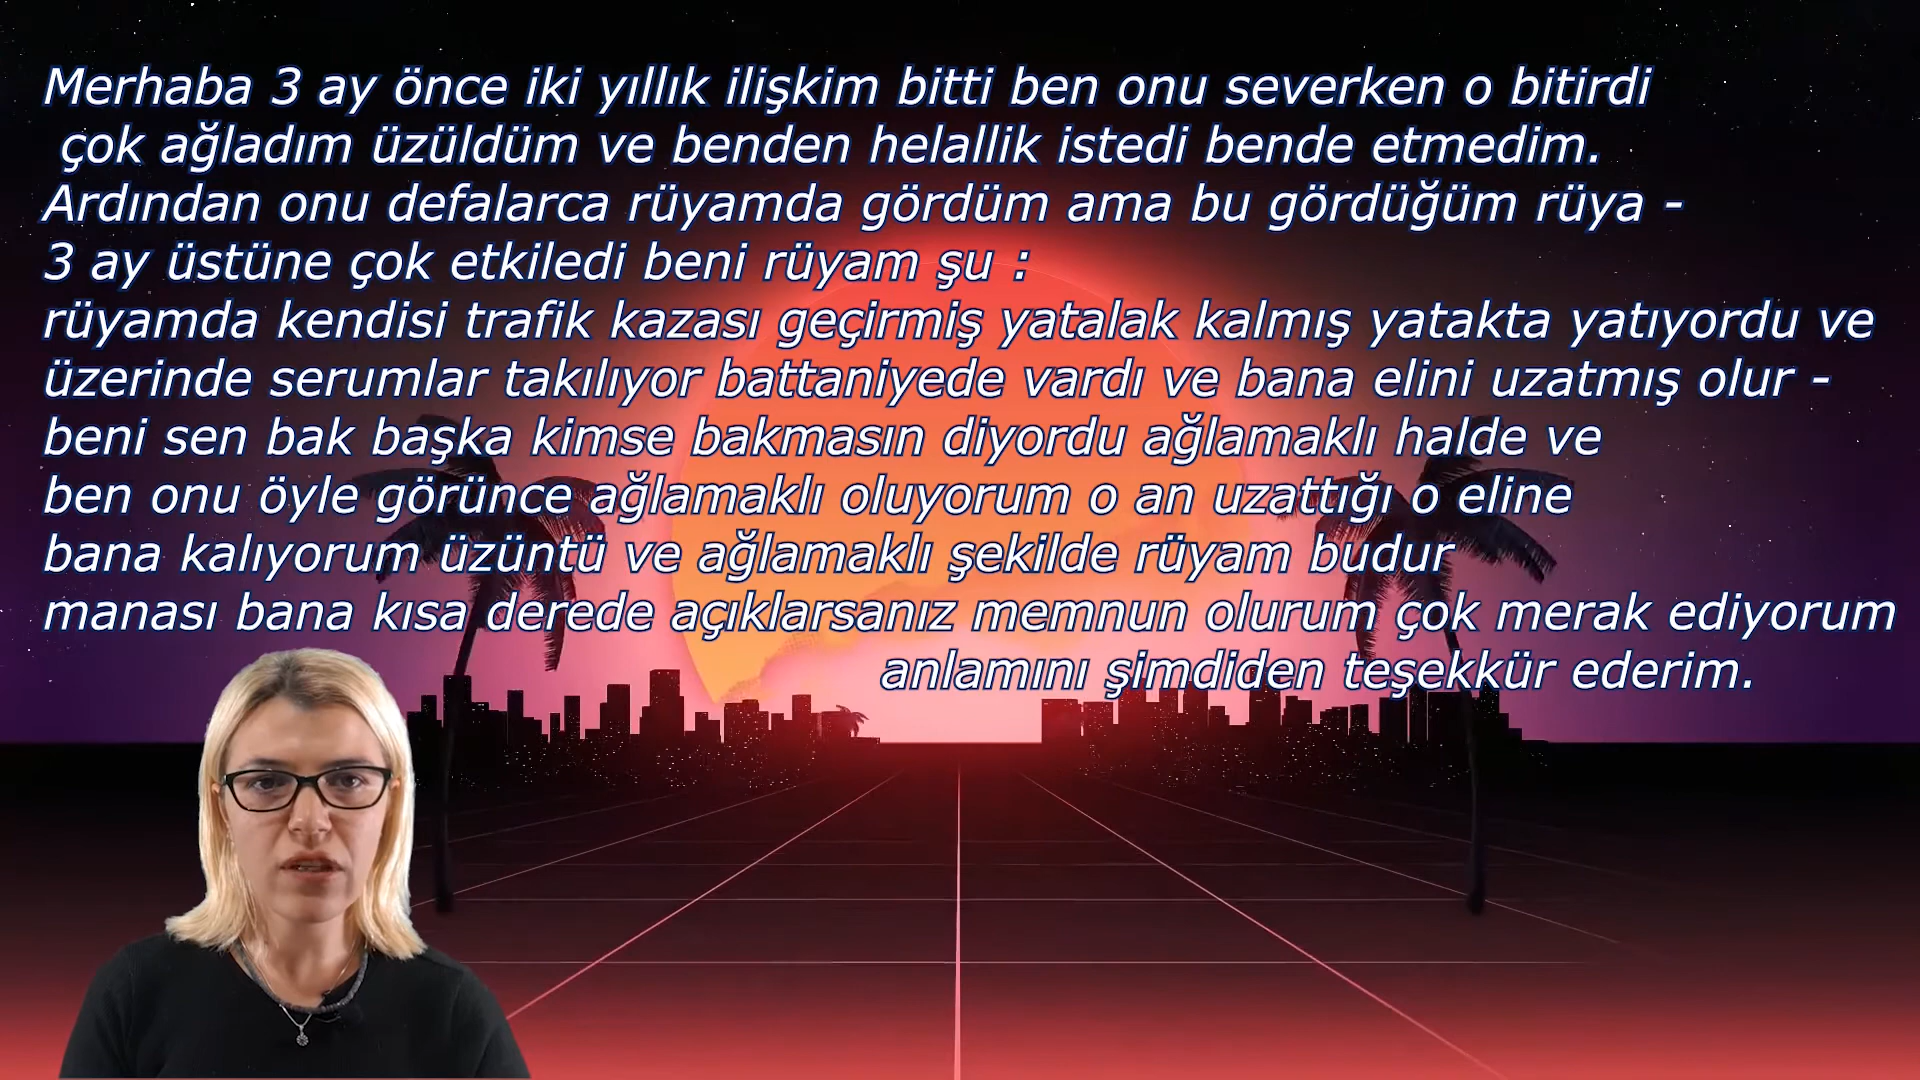 Merhaba 3 ay önce iki yıllık ilişkim bitti ben onu severken o bitirdi
çok ağladım üzüldüm ve benden helallik istedi bende etmedim.
Ardından onu defalarca rüyamda gördüm ama bu gördüğüm rüya -
3 ay üstüne çok etkiledi beni rüyam şu :
rüyamda kendisi trafik kazası geçirmiş yatalak kalmış yatakta yatıyordu ve
üzerinde serumlar takılıyor battaniyede vardı ve bana elini uzatmış olur -
beni sen bak başka kimse bakmasın diyordu ağlamaklı halde ve
ben onu öyle görünce ağlamaklı oluyorum o an uzattığı o eline
bana kalıyorum üzüntü ve ağlamaklı şekilde rüyam budur
manası bana kısa derede açıklarsanız memnun olurum çok merak ediyorum
anlamını şimdiden teşekkür ederim.